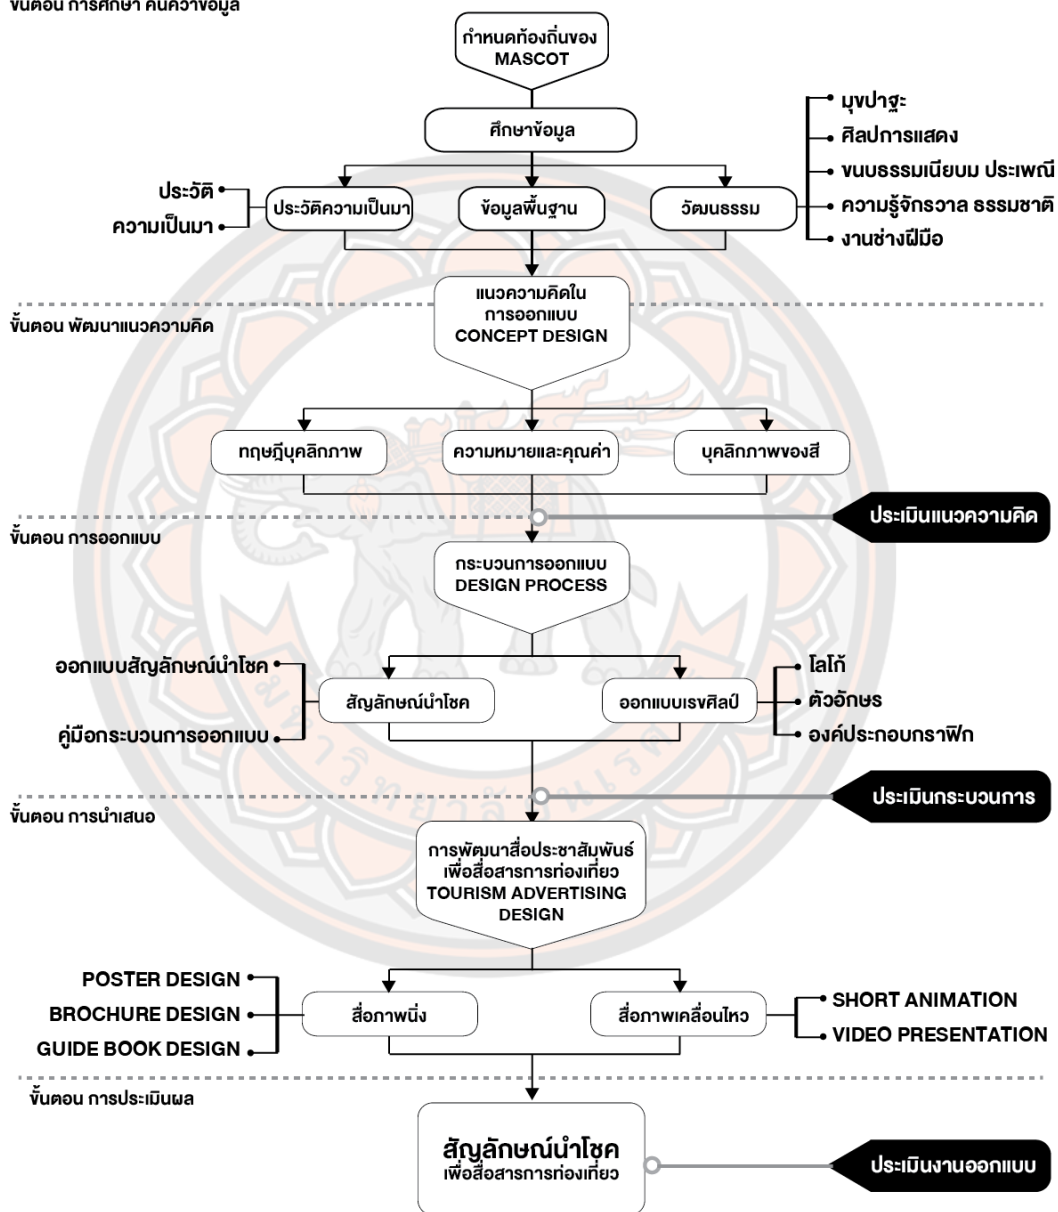 ขั้นตอน การศึกษา ค้นคว้าข้อมูล
กำหนดท้องถิ่นของ
MASCOT
ศึกษาข้อมูล
มุขปาฐะ
ศิลปการแสดง
ขนบธรรมเนียบม ประเพณี
ความรู้จักรวาล ธรรมชาติ
งานช่างฝีมือ
ประวัติ
ความเป็นมา
ประวัติความเป็นมา
ข้อมูลพื้นฐาน
วัฒนธรรม
แนวความคิดใน
การออกแบบ
CONCEPT DESIGN
ขั้นตอน พัฒนาแนวความคิด
ทฤษฎีบุคลิกภาพ
ความหมายและคุณค่า
บุคลิกภาพของสี
ประเมินแนวความคิด
ขั้นตอน การออกแบบ
กระบวนการออกแบบ
DESIGN PROCESS
ออกแบบสัญลักษณ์นำโชค
คู่มือกระบวนการออกแบบ
สัญลักษณ์นำโชค
ออกแบบเรขศิลป์
โลโก้
ตัวอักษร
องค์ประกอบกราฟิก
มหาวิทยาลัยนเรศวร
ประเมินกระบวนการ
ขั้นตอน การนำเสนอ
การพัฒนาสื่อประชาสัมพันธ์
เพื่อสื่อสารการท่องเที่ยว
TOURISM ADVERTISING
DESIGN
POSTER DESIGN
BROCHURE DESIGN
GUIDE BOOK DESIGN
สื่อภาพนิ่ง
สื่อภาพเคลื่อนไหว
SHORT ANIMATION
VIDEO PRESENTATION
ขั้นตอน การประเมินผล
สัญลักษณ์นำโชค
เพื่อสื่อสารการท่องเที่ยว
ประเมินงานออกแบบ